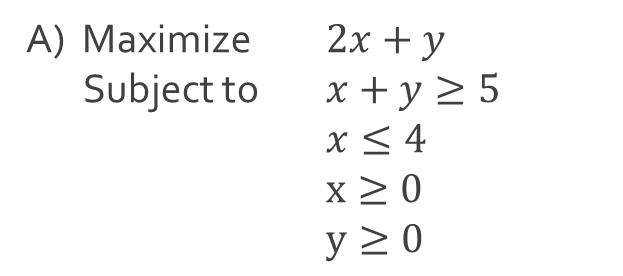 A) Maximize 2x + y
Subject to x + y ≥ 5
x ≤ 4
x ≥ 0
y ≥ 0